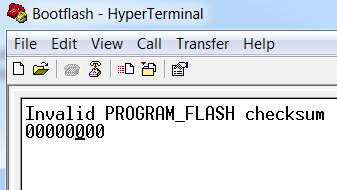 Bootflash - HyperTerminal
File Edit View Call Transfer Help
Invalid PROGRAM_FLASH checksum
00000000